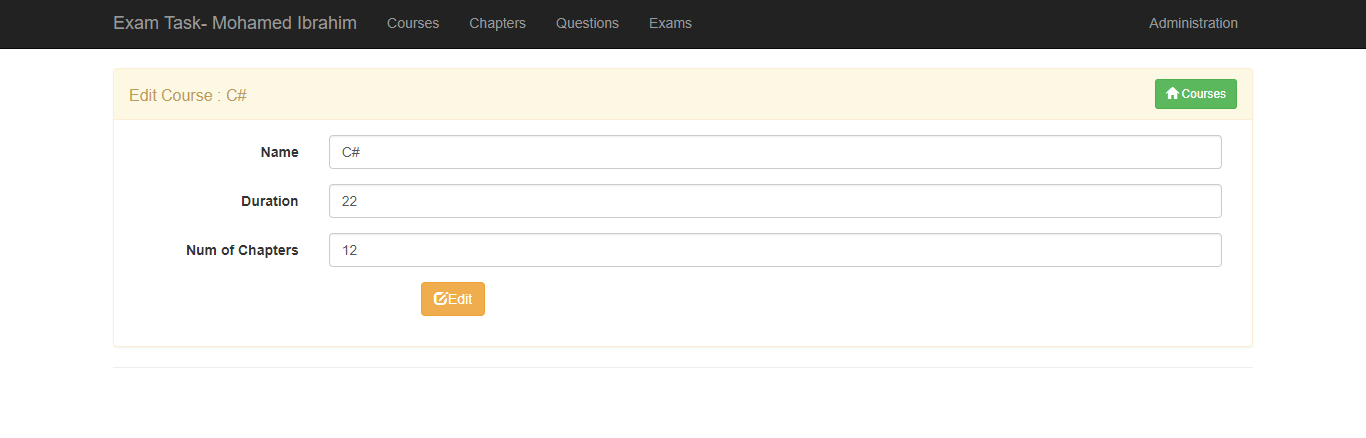 Exam Task- Mohamed Ibrahim Courses Chapters Questions Exams Administration
Edit Course : C# Courses
Name C#
Duration 22
Num of Chapters 12
Edit